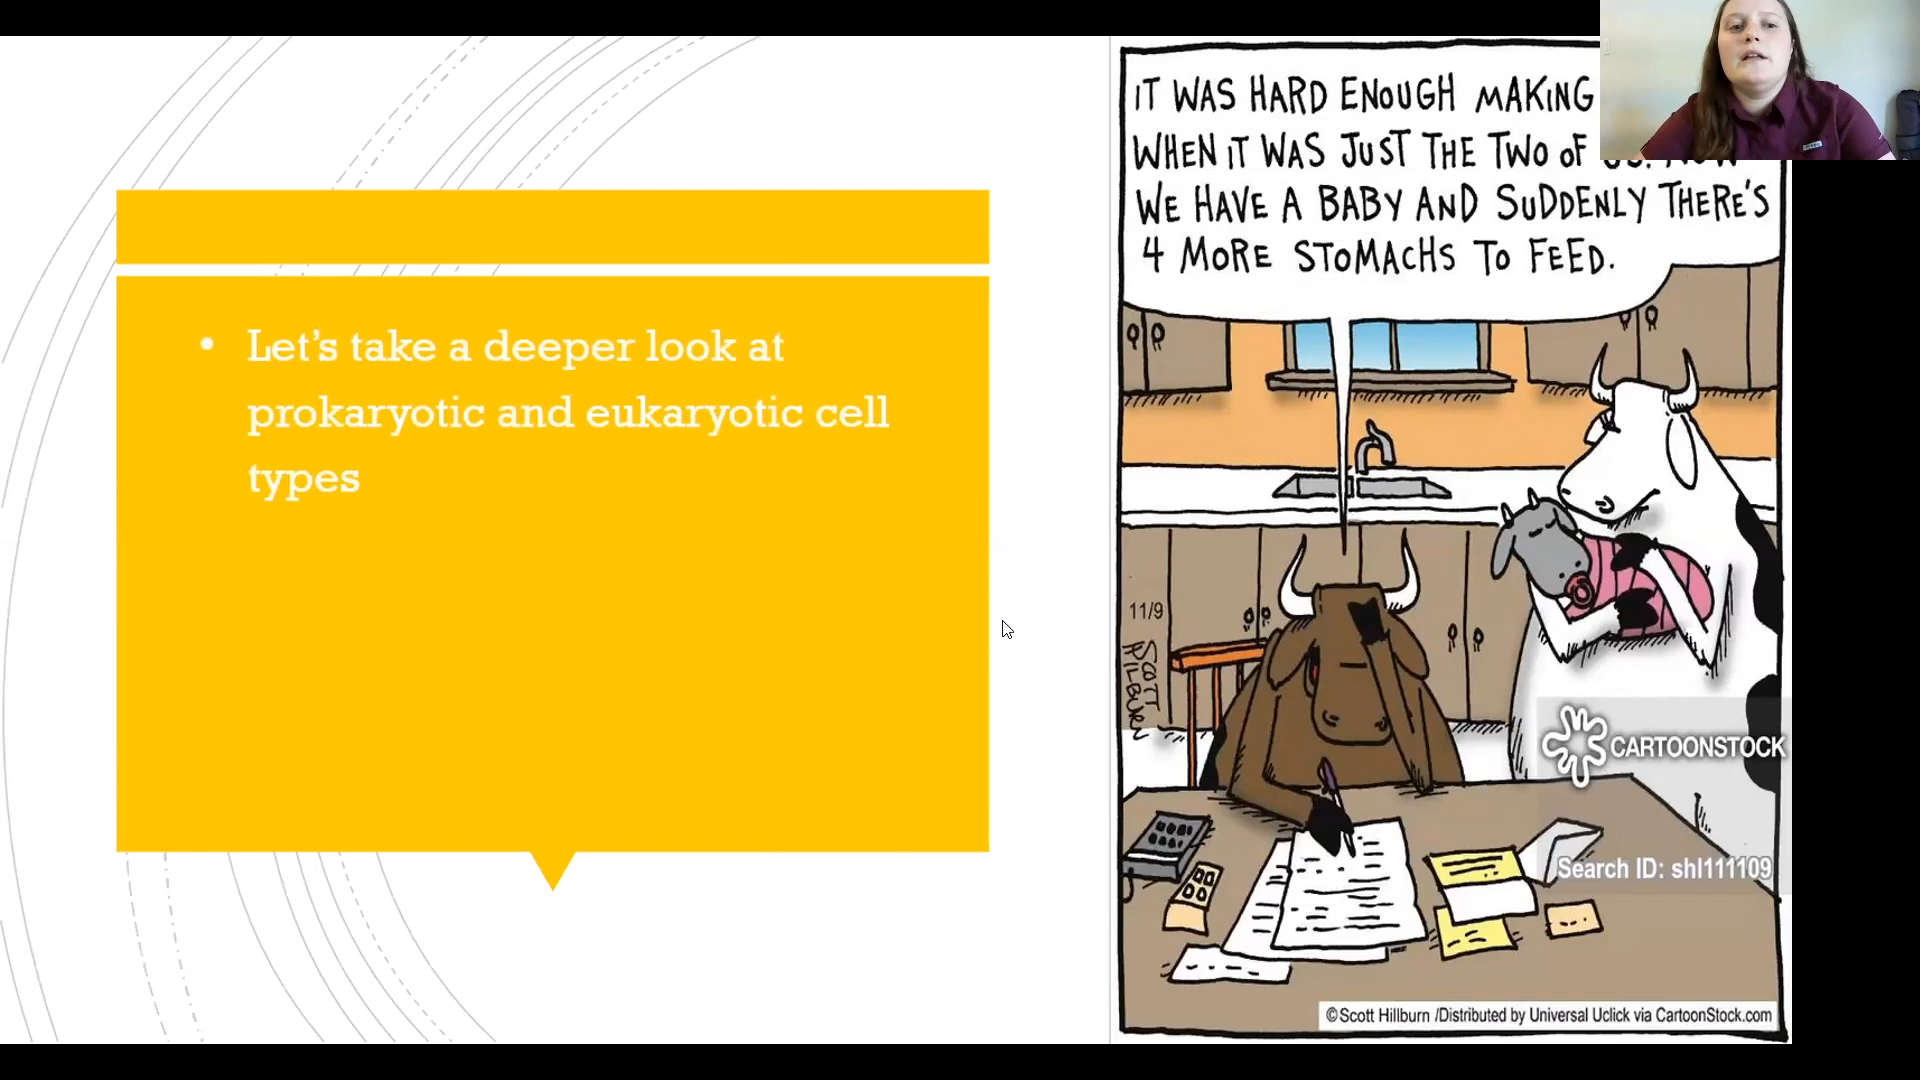 Let's take a deeper look at
prokaryotic and eukaryotic cell
types
IT WAS HARD ENOUGH MAKING
WHEN IT WAS JUST THE TWO OF
WE HAVE A BABY AND SUDDENLY THERE'S
4 MORE STOMACHS TO FEED.
11/9
SCOTT
HILBURN
CARTOONSTOCK
Search ID: shl111109
©Scott Hillburn /Distributed by Universal Uclick via CartoonStock.com